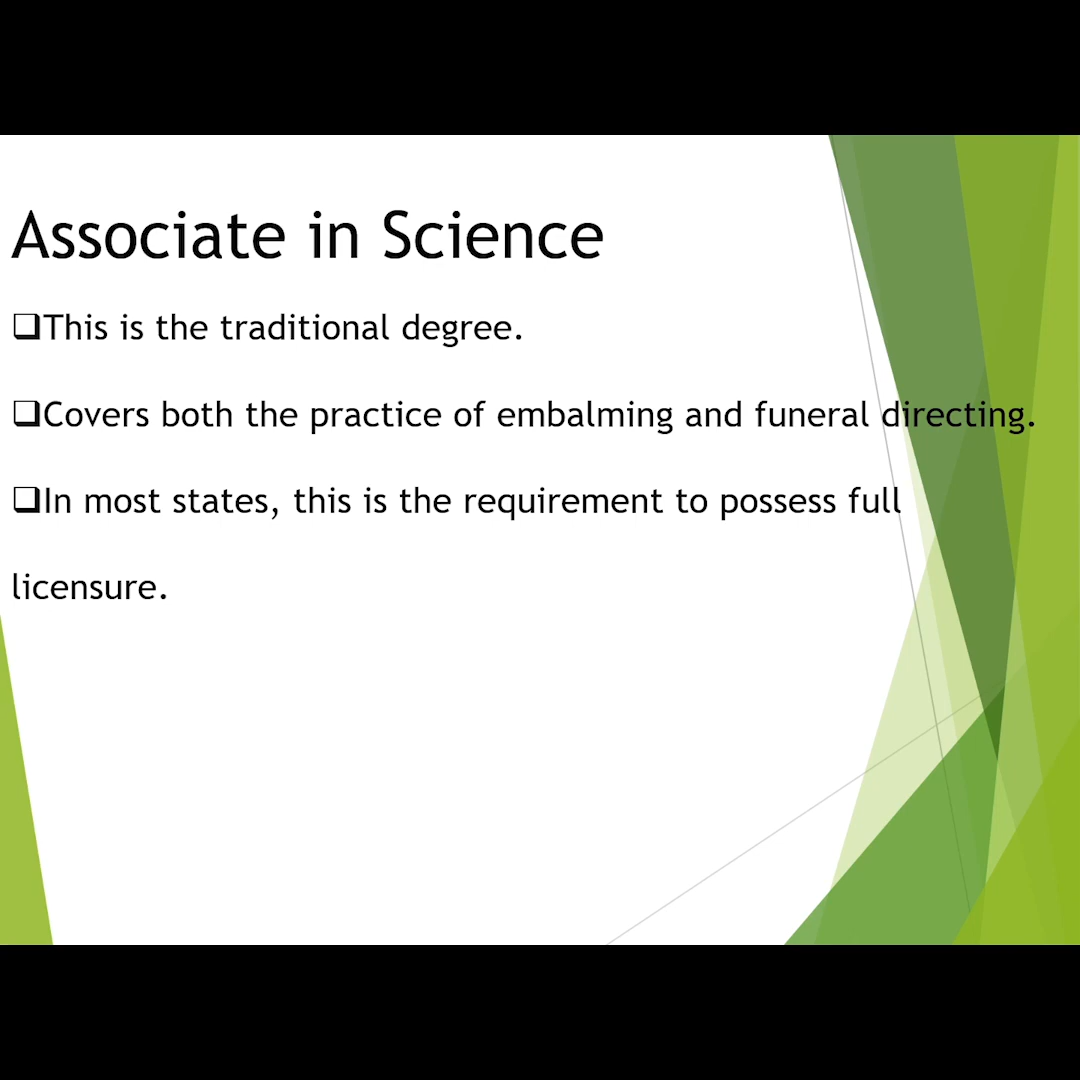 Associate in Science
❑This is the traditional degree.
❑Covers both the practice of embalming and funeral directing.
❑In most states, this is the requirement to possess full
licensure.